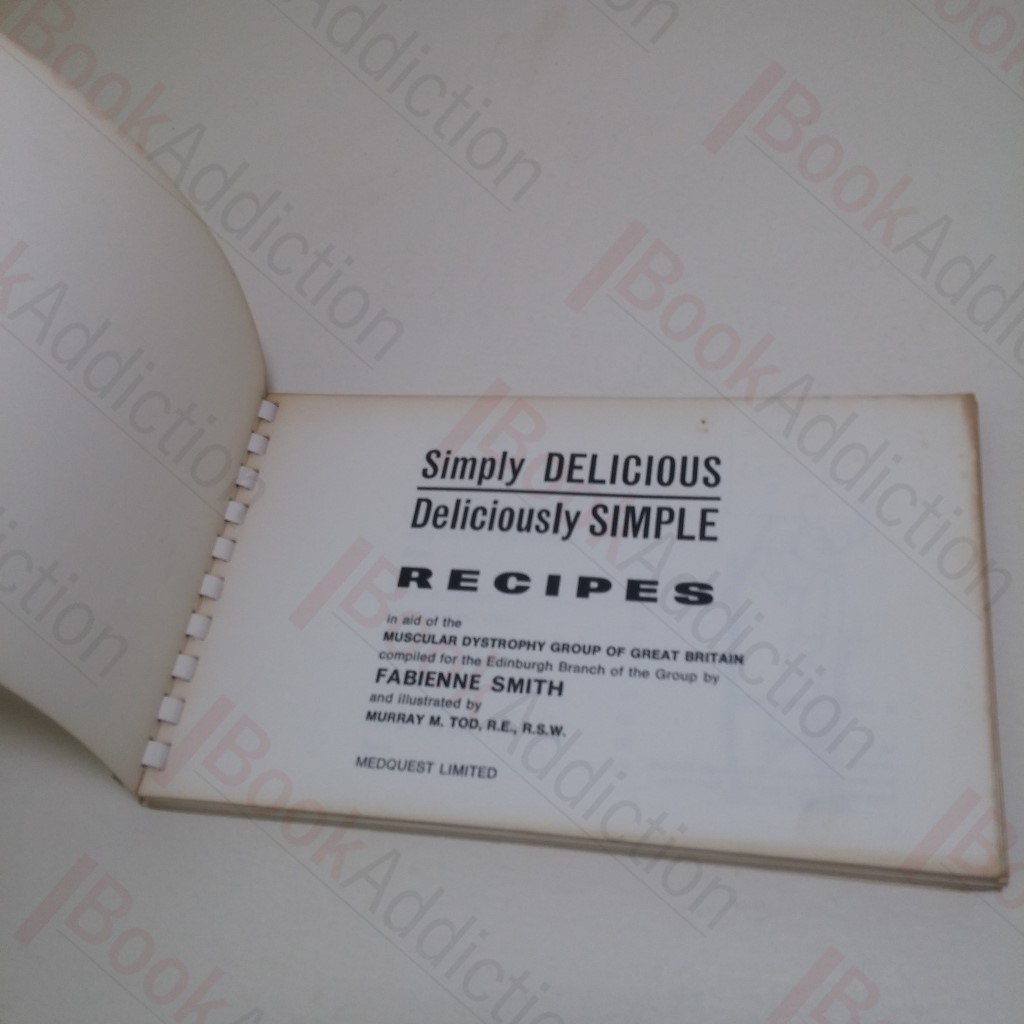 Simply DELICIOUS
Deliciously SIMPLE
RECIPES
in aid of the
MUSCULAR DYSTROPHY GROUP OF GREAT BRITAIN
compiled for the Edinburgh Branch of the Group by
FABIENNE SMITH
and illustrated by
MURRAY M. TOD, R.E., R.S.W.
MEDQUEST LIMITED
BookAddiction